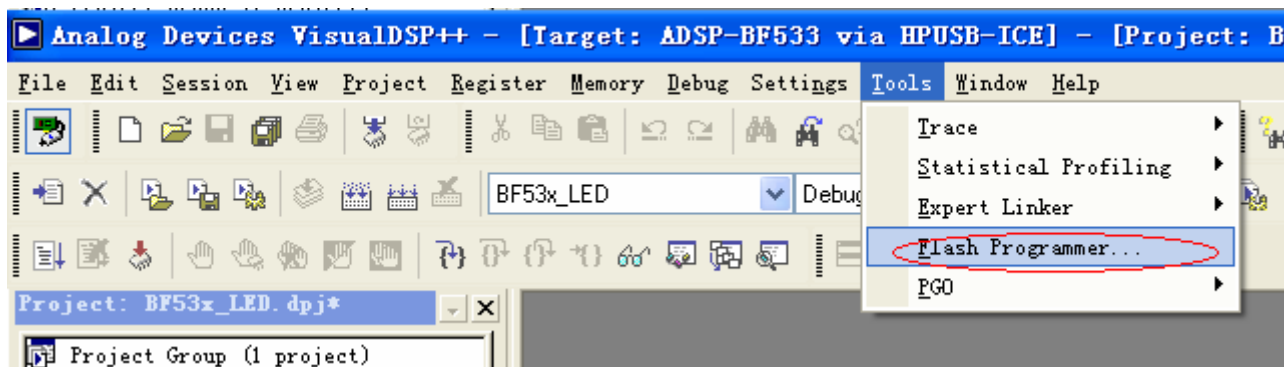 Analog Devices VisualDSP++ - [Target: ADSP-BF533 via HPUSB-ICE] - [Project: B
File Edit Session View Project Register Memory Debug Settings Tools Window Help
Trace
Statistical Profiling
BF53x_LED Debug
Expert Linker
Flash Programmer...
PGO
Project: BF53x_LED.dpj*
Project Group (1 project)